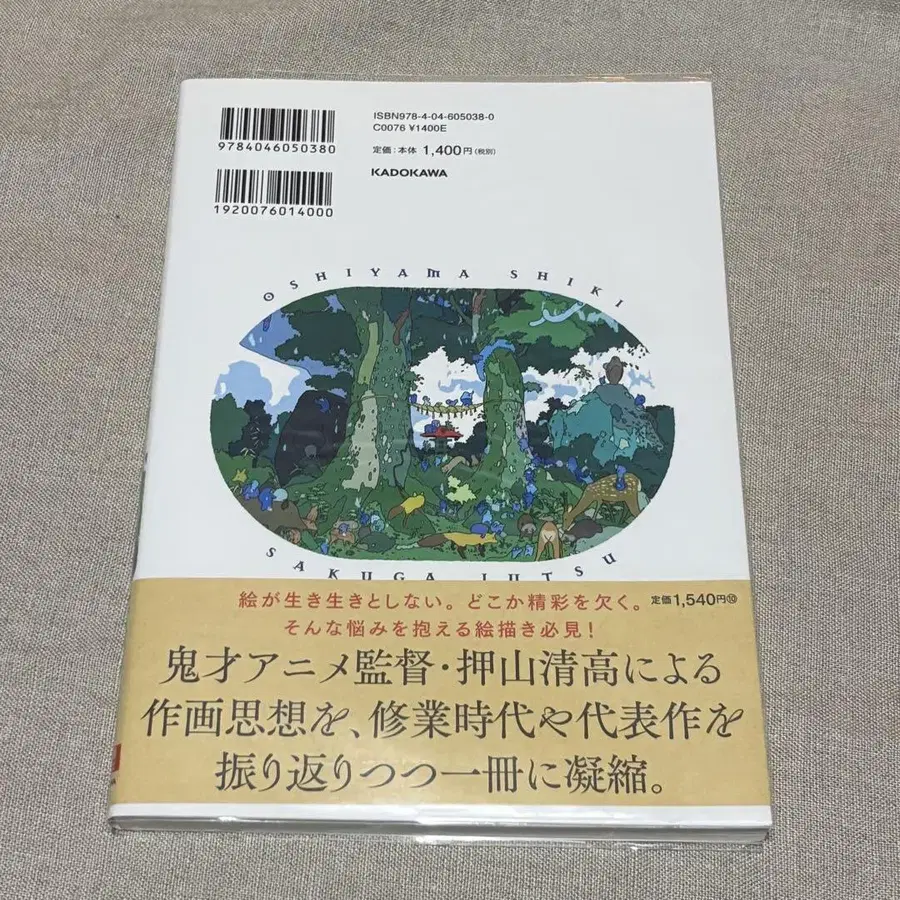 ISBN978-4-04-605038-0
C0076 ¥1400E
定価:本体 1,400円(税別)
KADOKAWA
9784046050380
1920076014000
OSHIYAMA SHIKI
SAKUGA JUTSU
絵が生き生きとしない。どこか精彩を欠く。
定価1,540円⑩
そんな悩みを抱える絵描き必見!
鬼才アニメ監督・押山清高による
作画思想を、修業時代や代表作を
振り返りつつ一冊に凝縮。